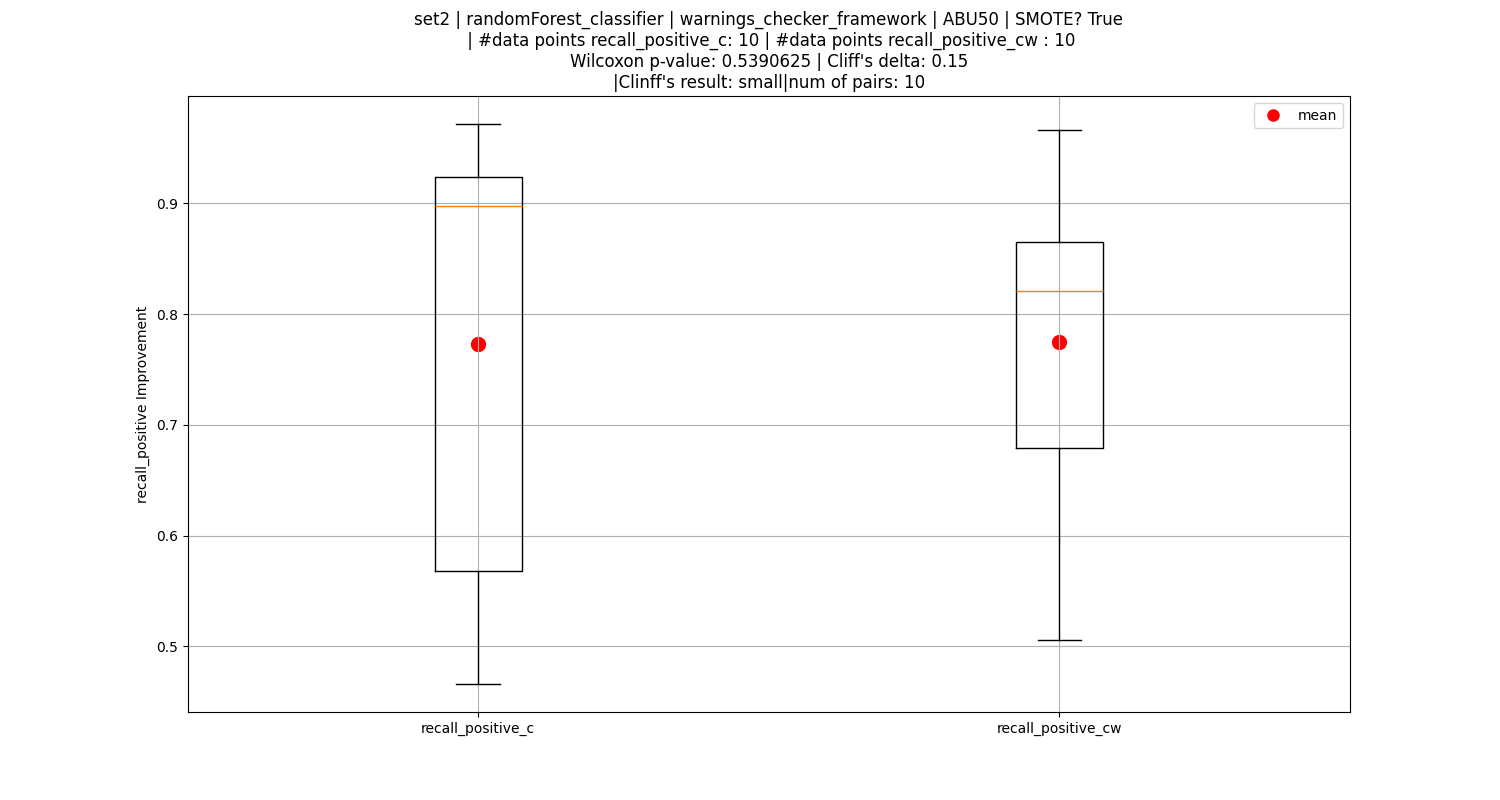 set2 | randomForest_classifier | warnings_checker_framework | ABU50 | SMOTE? True
| #data points recall_positive_c: 10 | #data points recall_positive_cw : 10
Wilcoxon p-value: 0.5390625 | Cliff's delta: 0.15
|Clinff's result: small|num of pairs: 10
mean
0.9
0.8
0.7
0.6
0.5
recall_positive Improvement
recall_positive_c
recall_positive_cw